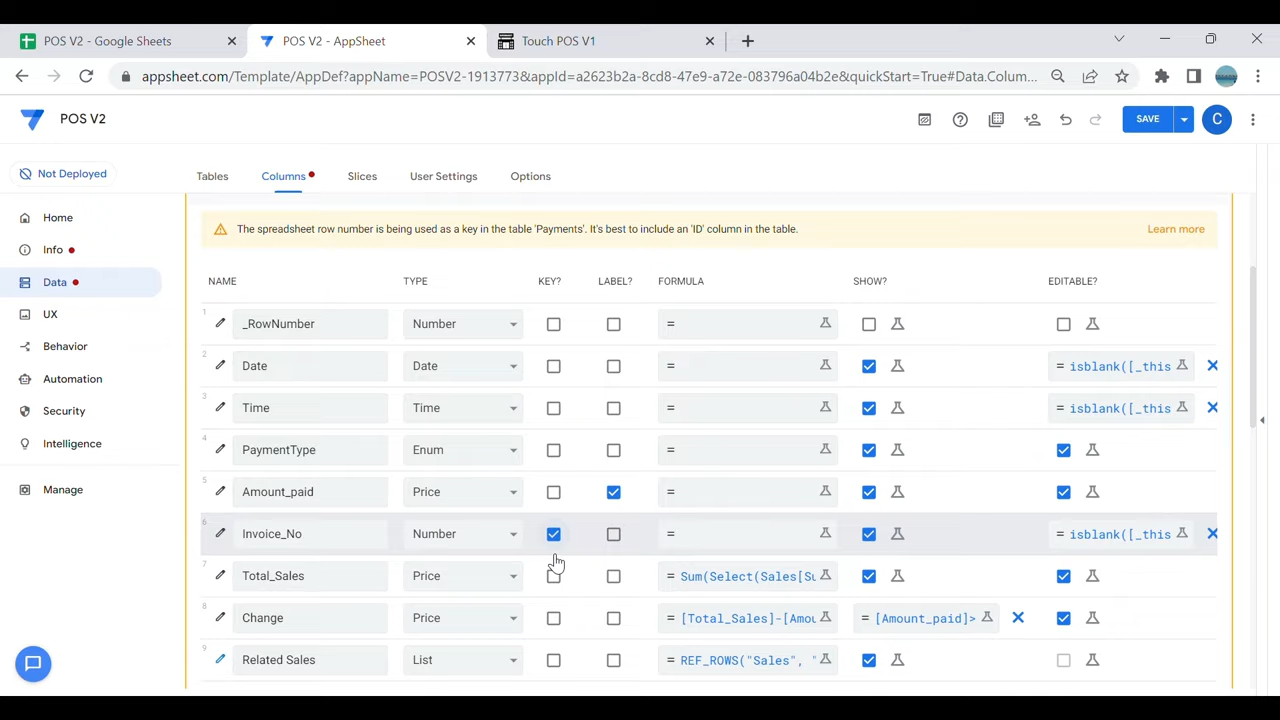 POS V2 - Google Sheets
POS V2 - AppSheet
Touch POS V1
appsheet.com/Template/AppDef?appName=POSV2-1913773&appId=a2623b2a-8cd8-47e9-a72e-083796a04b2e&quickStart=True#Data.Colum...
POS V2
SAVE
C
Not Deployed
Tables Columns Slices User Settings Options
Home
Info
Data
UX
Behavior
Automation
Security
Intelligence
Manage
The spreadsheet row number is being used as a key in the table 'Payments'. It's best to include an 'ID' column in the table. Learn more
NAME TYPE KEY? LABEL? FORMULA SHOW? EDITABLE?
1 _RowNumber Number =
2 Date Date = = isblank([_this
3 Time Time = = isblank([_this
4 PaymentType Enum =
5 Amount_paid Price =
6 Invoice_No Number = = isblank([_this
7 Total_Sales Price = Sum(Select(Sales[Su
8 Change Price = [Total_Sales]-[Amou = [Amount_paid]>
9 Related Sales List = REF_ROWS("Sales", "